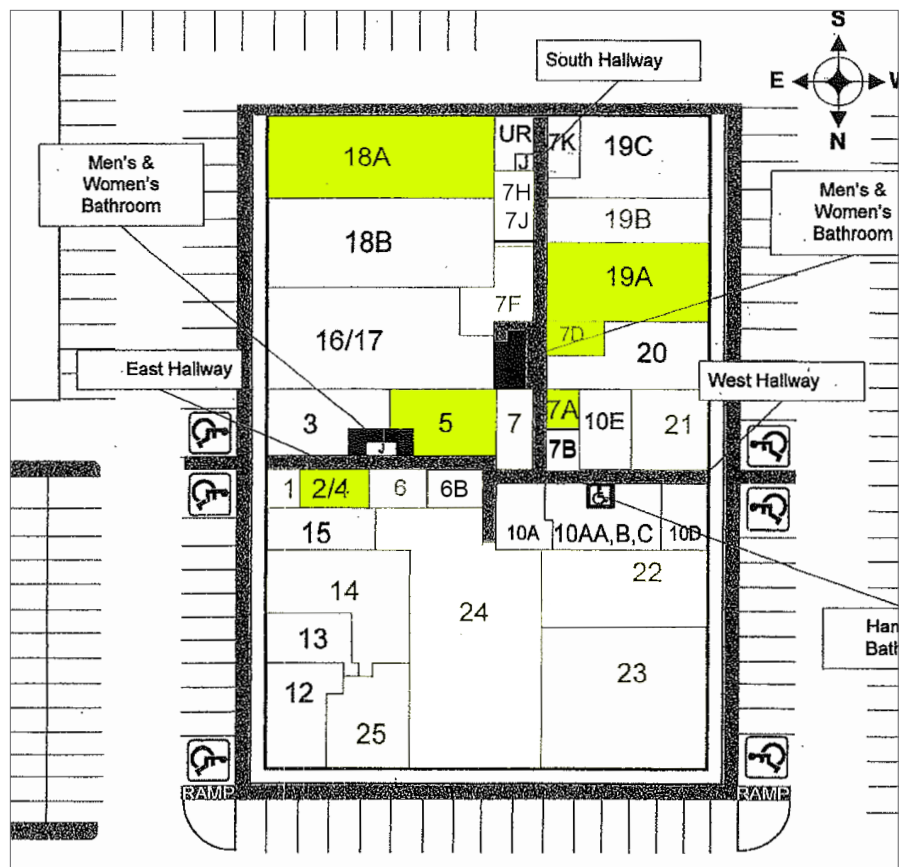 S
South Hallway
E
W
N
Men's &
Women's
Bathroom
18A
UR
J
7K
19C
7H
7J
19B
Men's &
Women's
Bathroom
18B
19A
7F
7D
16/17
20
East Hallway
West Hallway
3
J
5
7
7A
7B
10E
21
1
2/4
6
6B
15
10A
10AA,B,C
10D
22
14
24
13
12
23
25
RAMP
RAMP